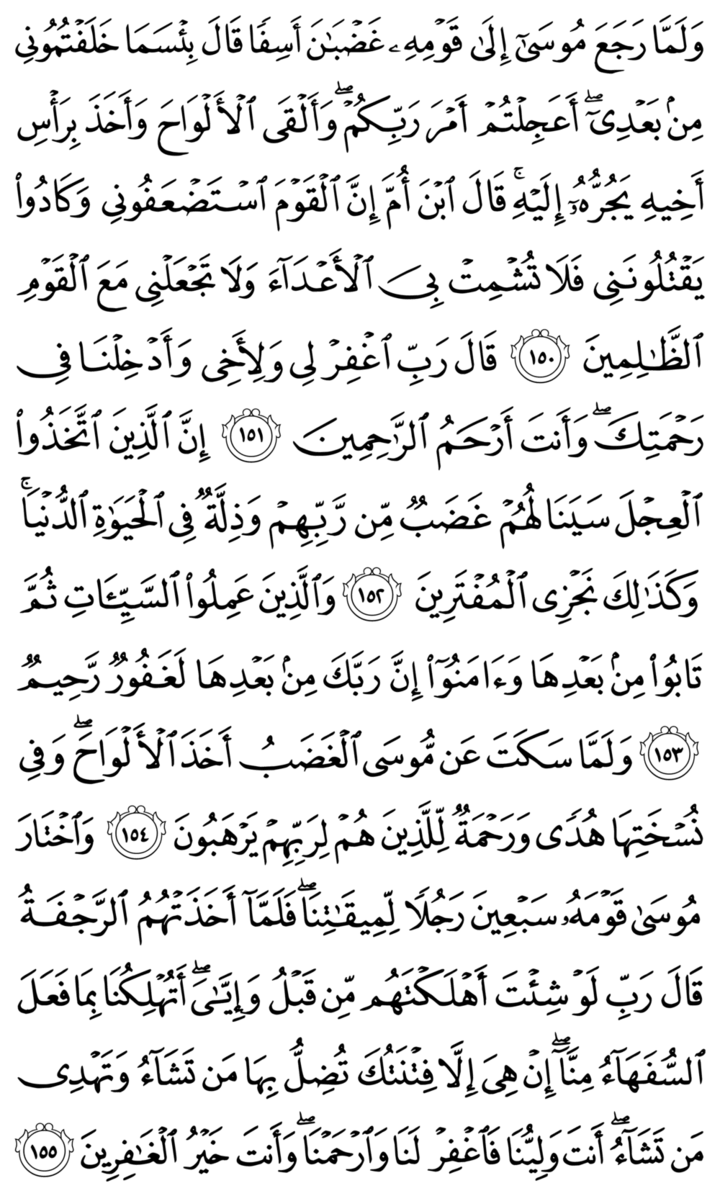 وَلَمَّا رَجَعَ مُوسَىٰٓ إِلَىٰ قَوْمِهِۦ غَضْبَٰنَ أَسِفًا قَالَ بِئْسَمَا خَلَفْتُمُونِي
مِنۢ بَعْدِيٓۖ أَعَجِلْتُمْ أَمْرَ رَبِّكُمْۖ وَأَلْقَى ٱلْأَلْوَاحَ وَأَخَذَ بِرَأْسِ
أَخِيهِ يَجُرُّهُۥٓ إِلَيْهِۚ قَالَ ٱبْنَ أُمَّ إِنَّ ٱلْقَوْمَ ٱسْتَضْعَفُونِي وَكَادُوا۟
يَقْتُلُونَنِي فَلَا تُشْمِتْ بِيَ ٱلْأَعْدَآءَ وَلَا تَجْعَلْنِي مَعَ ٱلْقَوْمِ
ٱلظَّٰلِمِينَ ١٥٠ قَالَ رَبِّ ٱغْفِرْ لِي وَلِأَخِي وَأَدْخِلْنَا فِي
رَحْمَتِكَۖ وَأَنتَ أَرْحَمُ ٱلرَّٰحِمِينَ ١٥١ إِنَّ ٱلَّذِينَ ٱتَّخَذُوا۟
ٱلْعِجْلَ سَيَنَالُهُمْ غَضَبٌ مِّن رَّبِّهِمْ وَذِلَّةٌ فِي ٱلْحَيَوٰةِ ٱلدُّنْيَاۚ
وَكَذَٰلِكَ نَجْزِي ٱلْمُفْتَرِينَ ١٥٢ وَٱلَّذِينَ عَمِلُوا۟ ٱلسَّيِّـَٔاتِ ثُمَّ
تَابُوا۟ مِنۢ بَعْدِهَا وَءَامَنُوٓا۟ إِنَّ رَبَّكَ مِنۢ بَعْدِهَا لَغَفُورٌ رَّحِيمٌ
١٥٣ وَلَمَّا سَكَتَ عَن مُّوسَى ٱلْغَضَبُ أَخَذَ ٱلْأَلْوَاحَۖ وَفِي
نُسْخَتِهَا هُدًى وَرَحْمَةٌ لِّلَّذِينَ هُمْ لِرَبِّهِمْ يَرْهَبُونَ ١٥٤ وَٱخْتَارَ
مُوسَىٰ قَوْمَهُۥ سَبْعِينَ رَجُلًا لِّمِيقَٰتِنَاۖ فَلَمَّآ أَخَذَتْهُمُ ٱلرَّجْفَةُ
قَالَ رَبِّ لَوْ شِئْتَ أَهْلَكْتَهُم مِّن قَبْلُ وَإِيَّٰيَۖ أَتُهْلِكُنَا بِمَا فَعَلَ
ٱلسُّفَهَآءُ مِنَّآۖ إِنْ هِيَ إِلَّا فِتْنَتُكَ تُضِلُّ بِهَا مَن تَشَآءُ وَتَهْدِي
مَن تَشَآءُۖ أَنتَ وَلِيُّنَا فَٱغْفِرْ لَنَا وَٱرْحَمْنَاۖ وَأَنتَ خَيْرُ ٱلْغَٰفِرِينَ ١٥٥